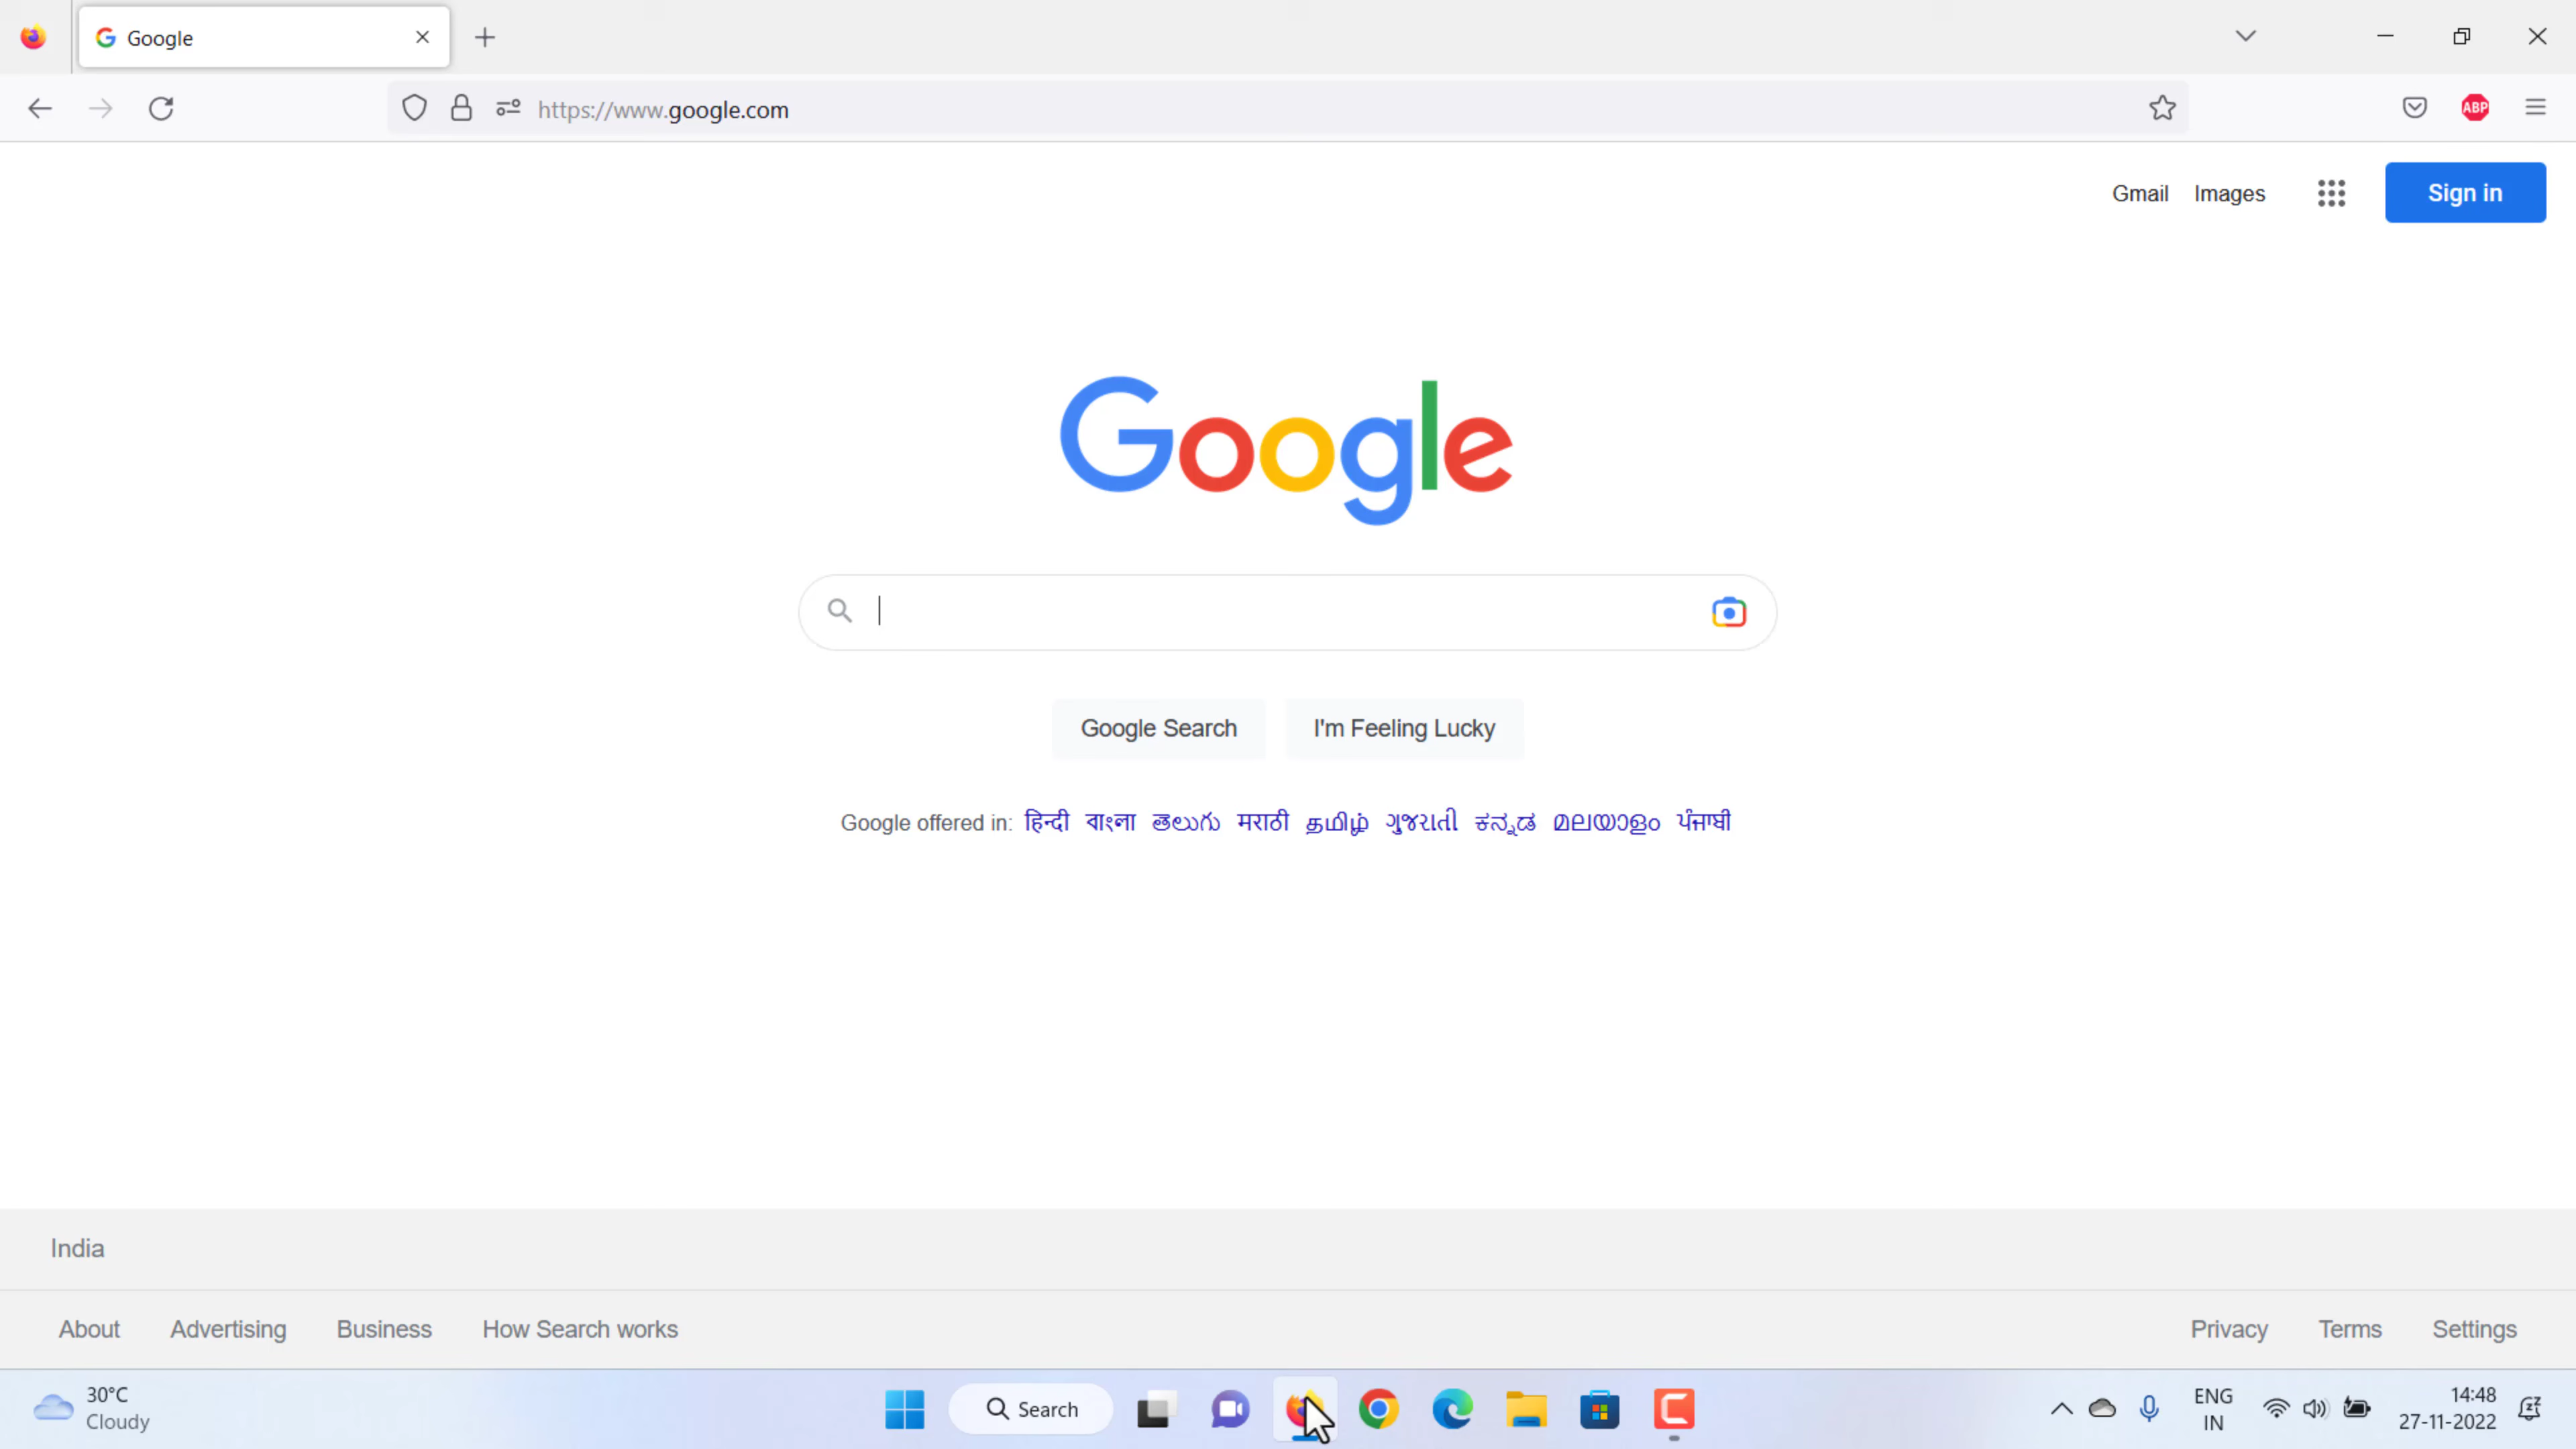 Google
https://www.google.com
ABP
Gmail Images Sign in
Google
Google Search I'm Feeling Lucky
Google offered in: हिन्दी বাংলা తెలుగు मराठी தமிழ் ગુજરાતી ಕನ್ನಡ മലയാളം ਪੰਜਾਬੀ
India
About Advertising Business How Search works Privacy Terms Settings
30°C
Cloudy
Search
ENG
IN
14:48
27-11-2022